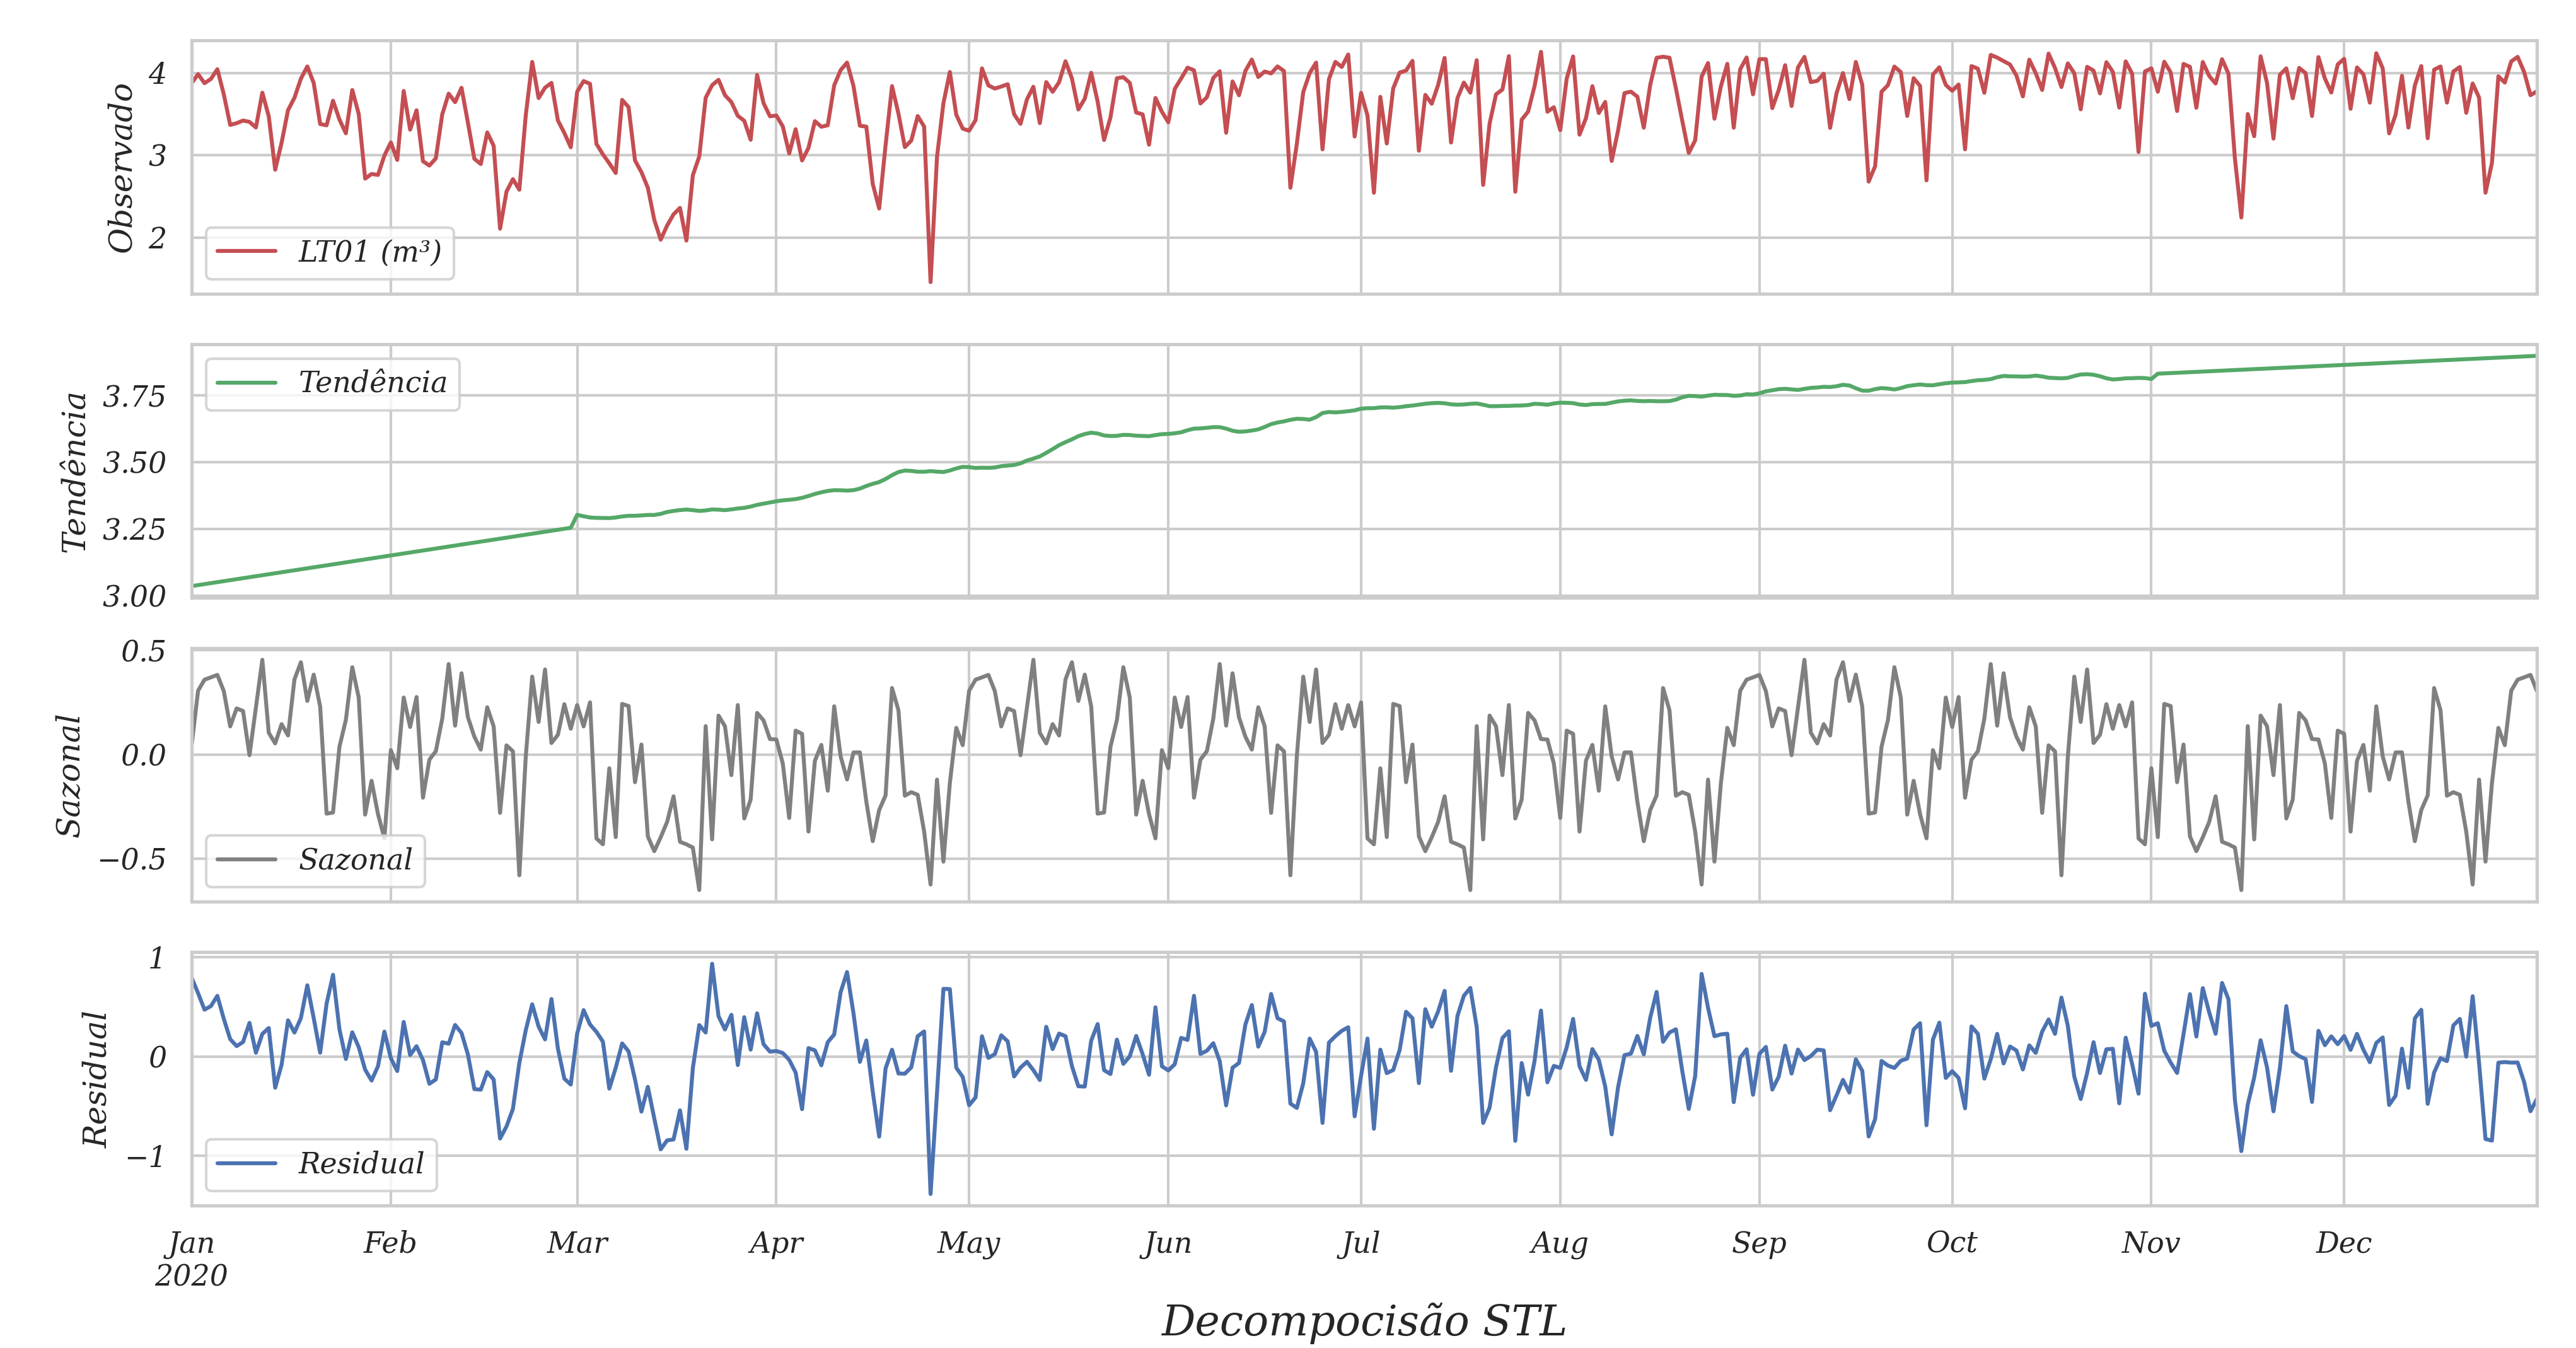 Observado
4
3
2
LT01 (m³)
Tendência
3.75
3.50
3.25
3.00
Tendência
Sazonal
0.5
0.0
−0.5
Sazonal
Residual
1
0
−1
Residual
Jan Feb Mar Apr May Jun Jul Aug Sep Oct Nov Dec
2020
Decompocisão STL